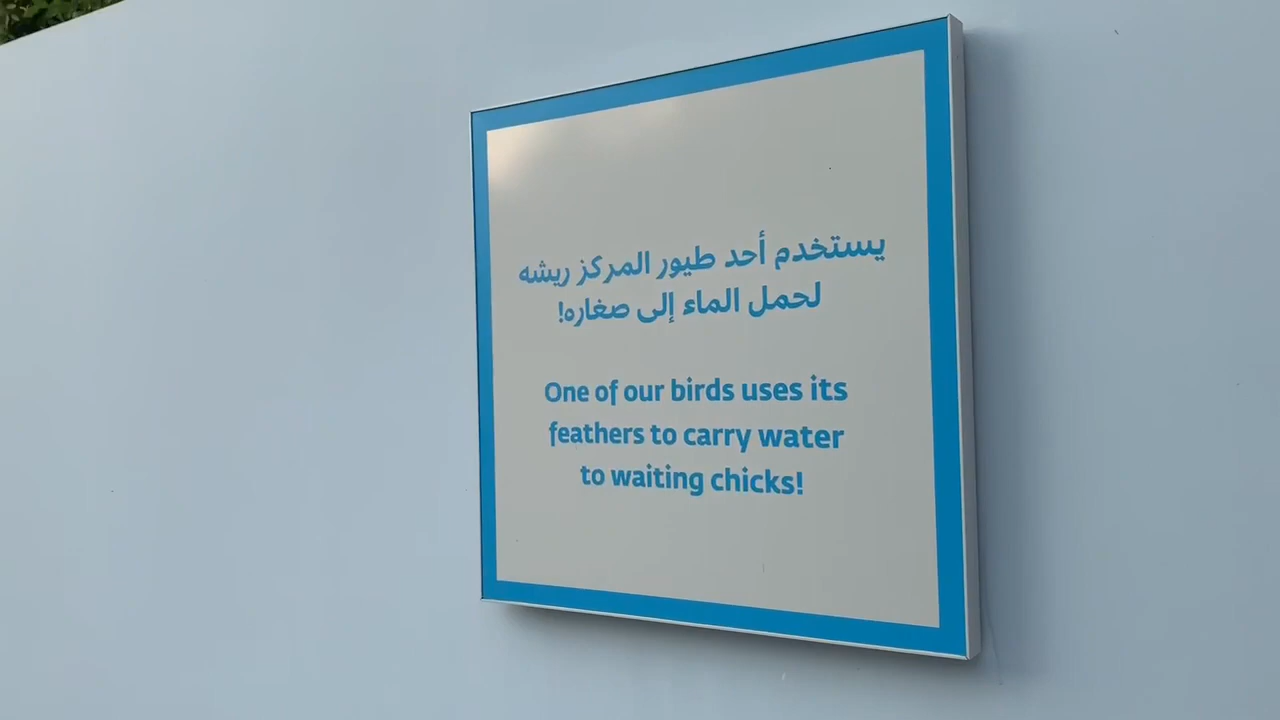 يستخدم أحد طيور المركز ريشه
لحمل الماء إلى صغاره!
One of our birds uses its
feathers to carry water
to waiting chicks!